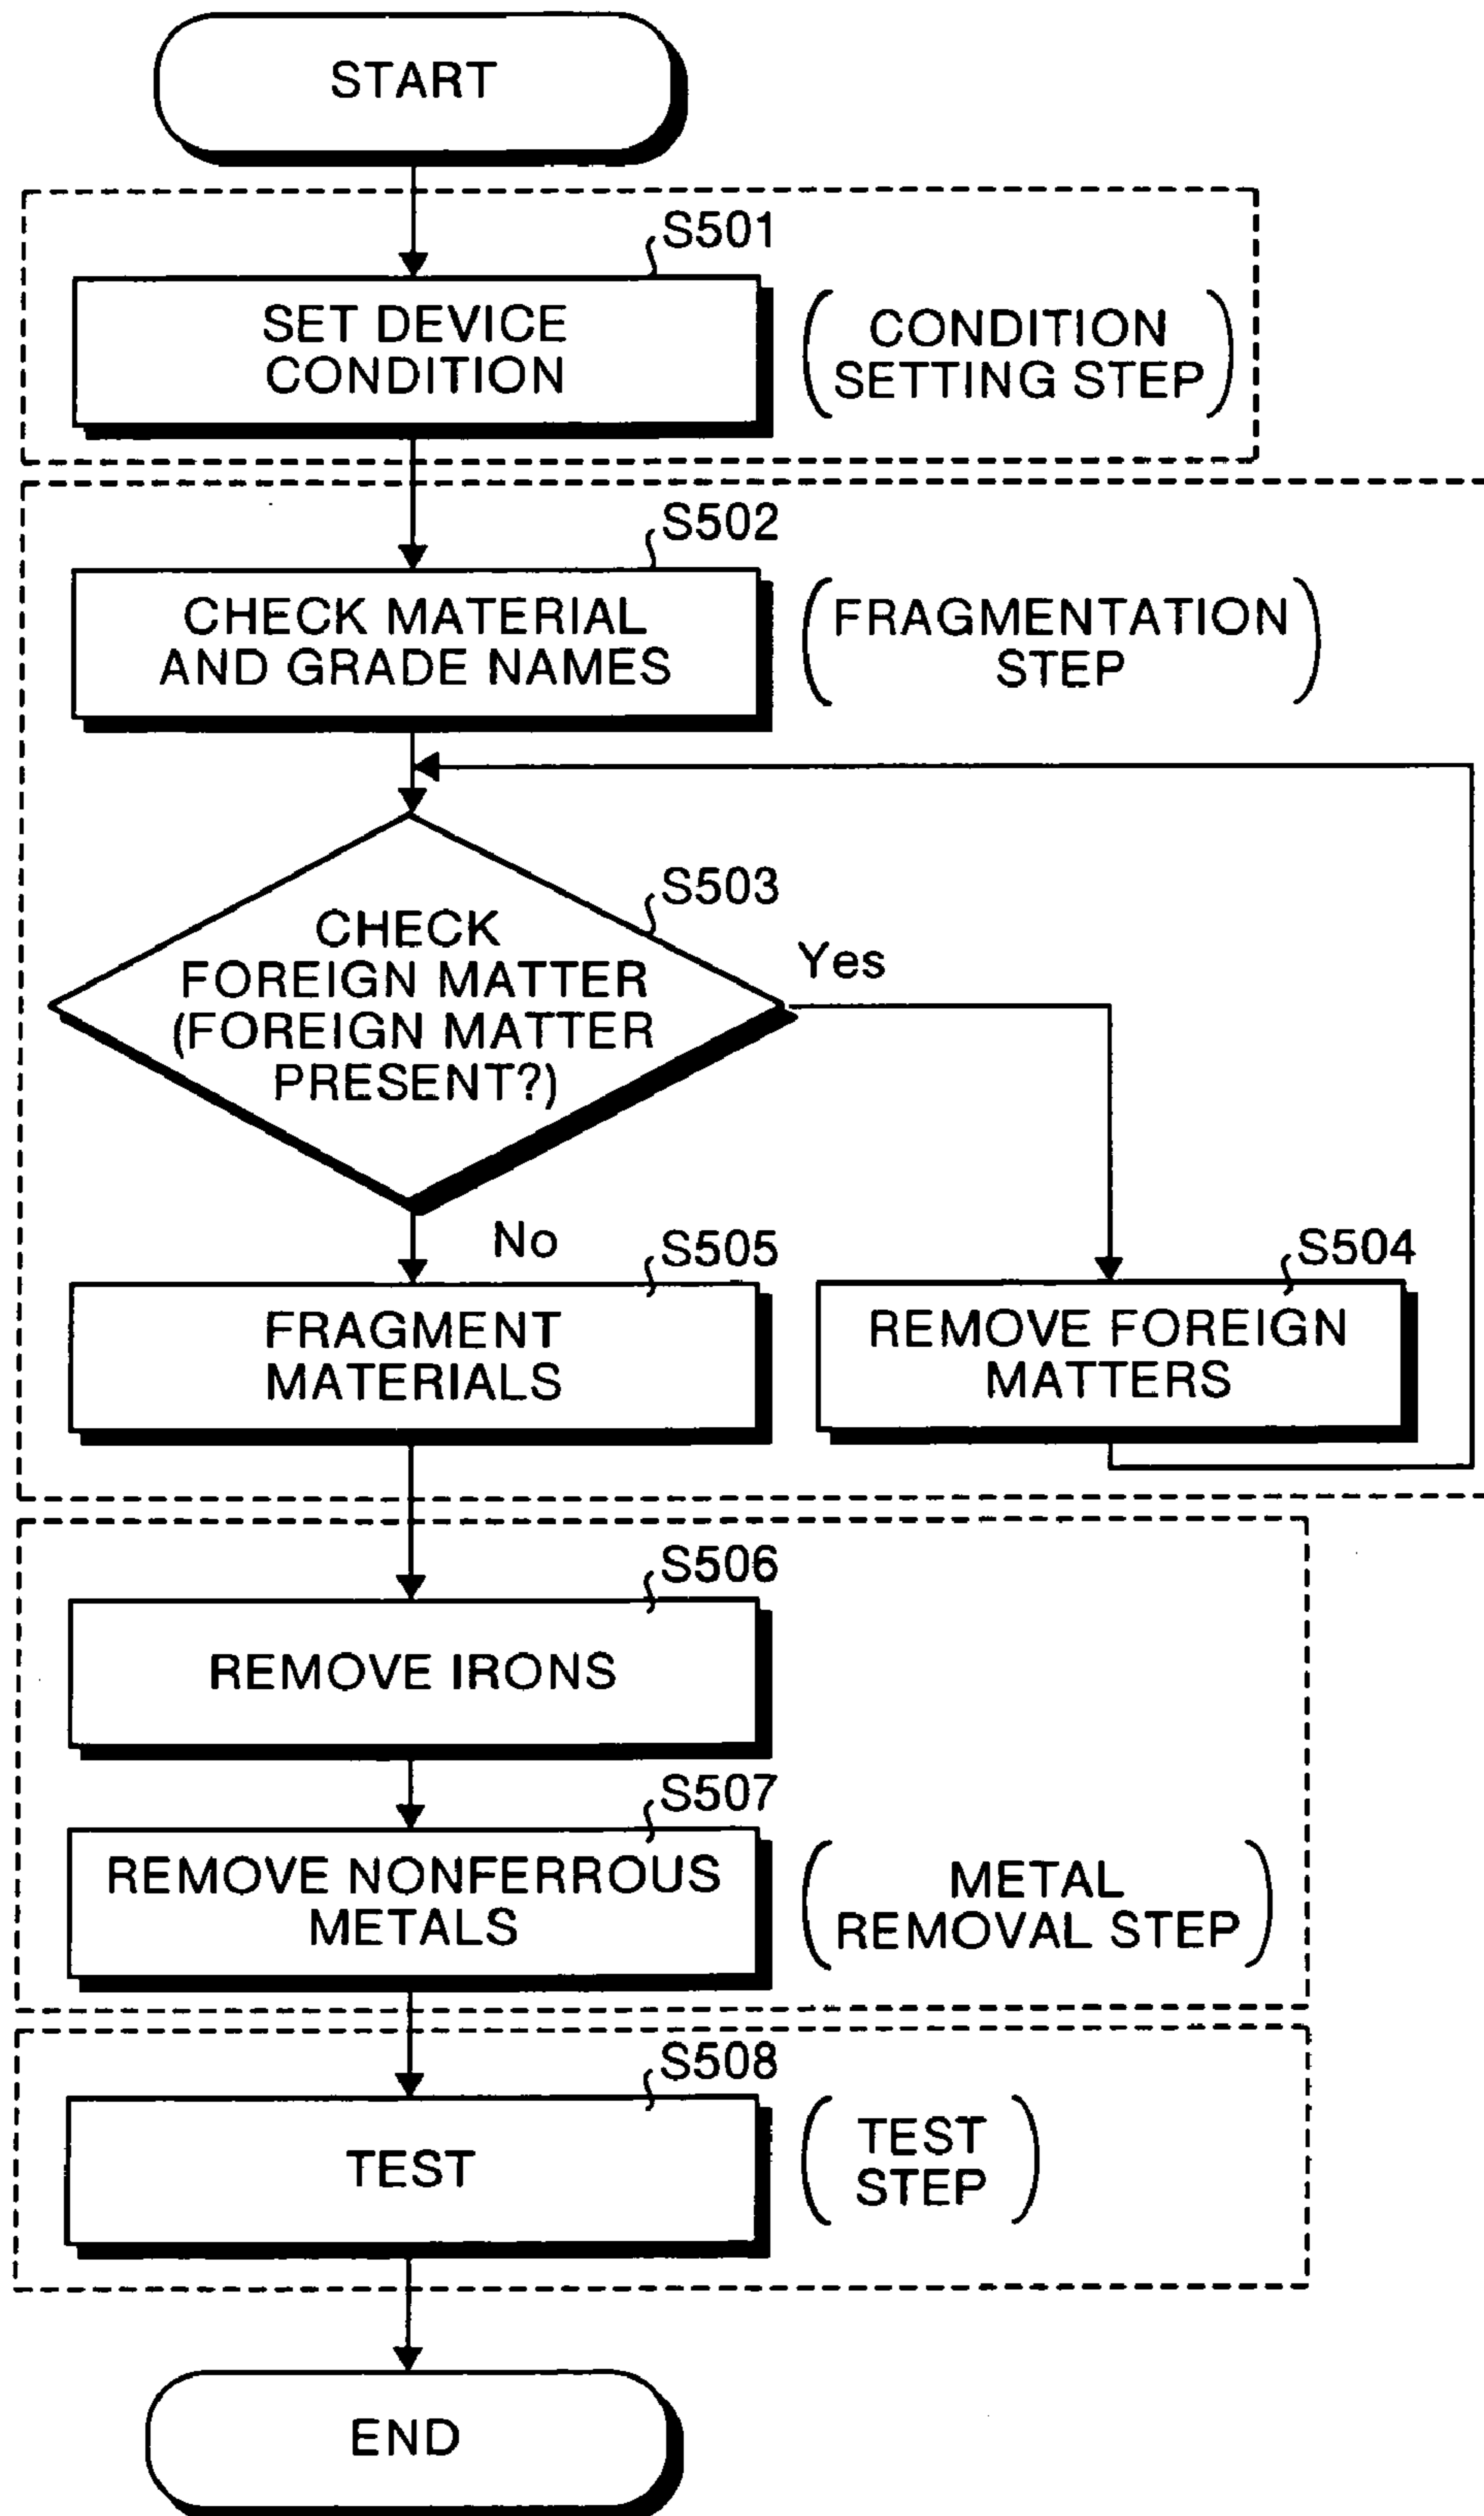 START
S501
SET DEVICE
CONDITION
CONDITION
SETTING STEP
S502
CHECK MATERIAL
AND GRADE NAMES
FRAGMENTATION
STEP
S503
CHECK
FOREIGN MATTER
(FOREIGN MATTER
PRESENT?)
Yes
No
S505
FRAGMENT
MATERIALS
S504
REMOVE FOREIGN
MATTERS
S506
REMOVE IRONS
S507
REMOVE NONFERROUS
METALS
METAL
REMOVAL STEP
S508
TEST
TEST
STEP
END